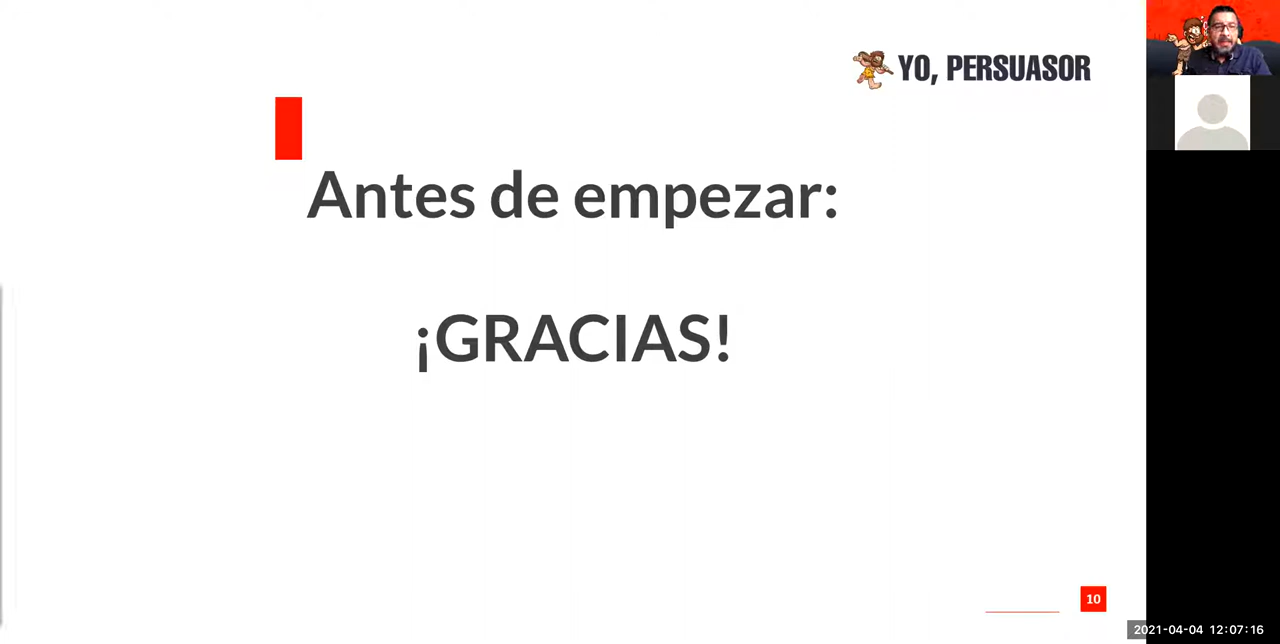 YO, PERSUASOR
Antes de empezar:
¡GRACIAS!
10
2021-04-04 12:07:16